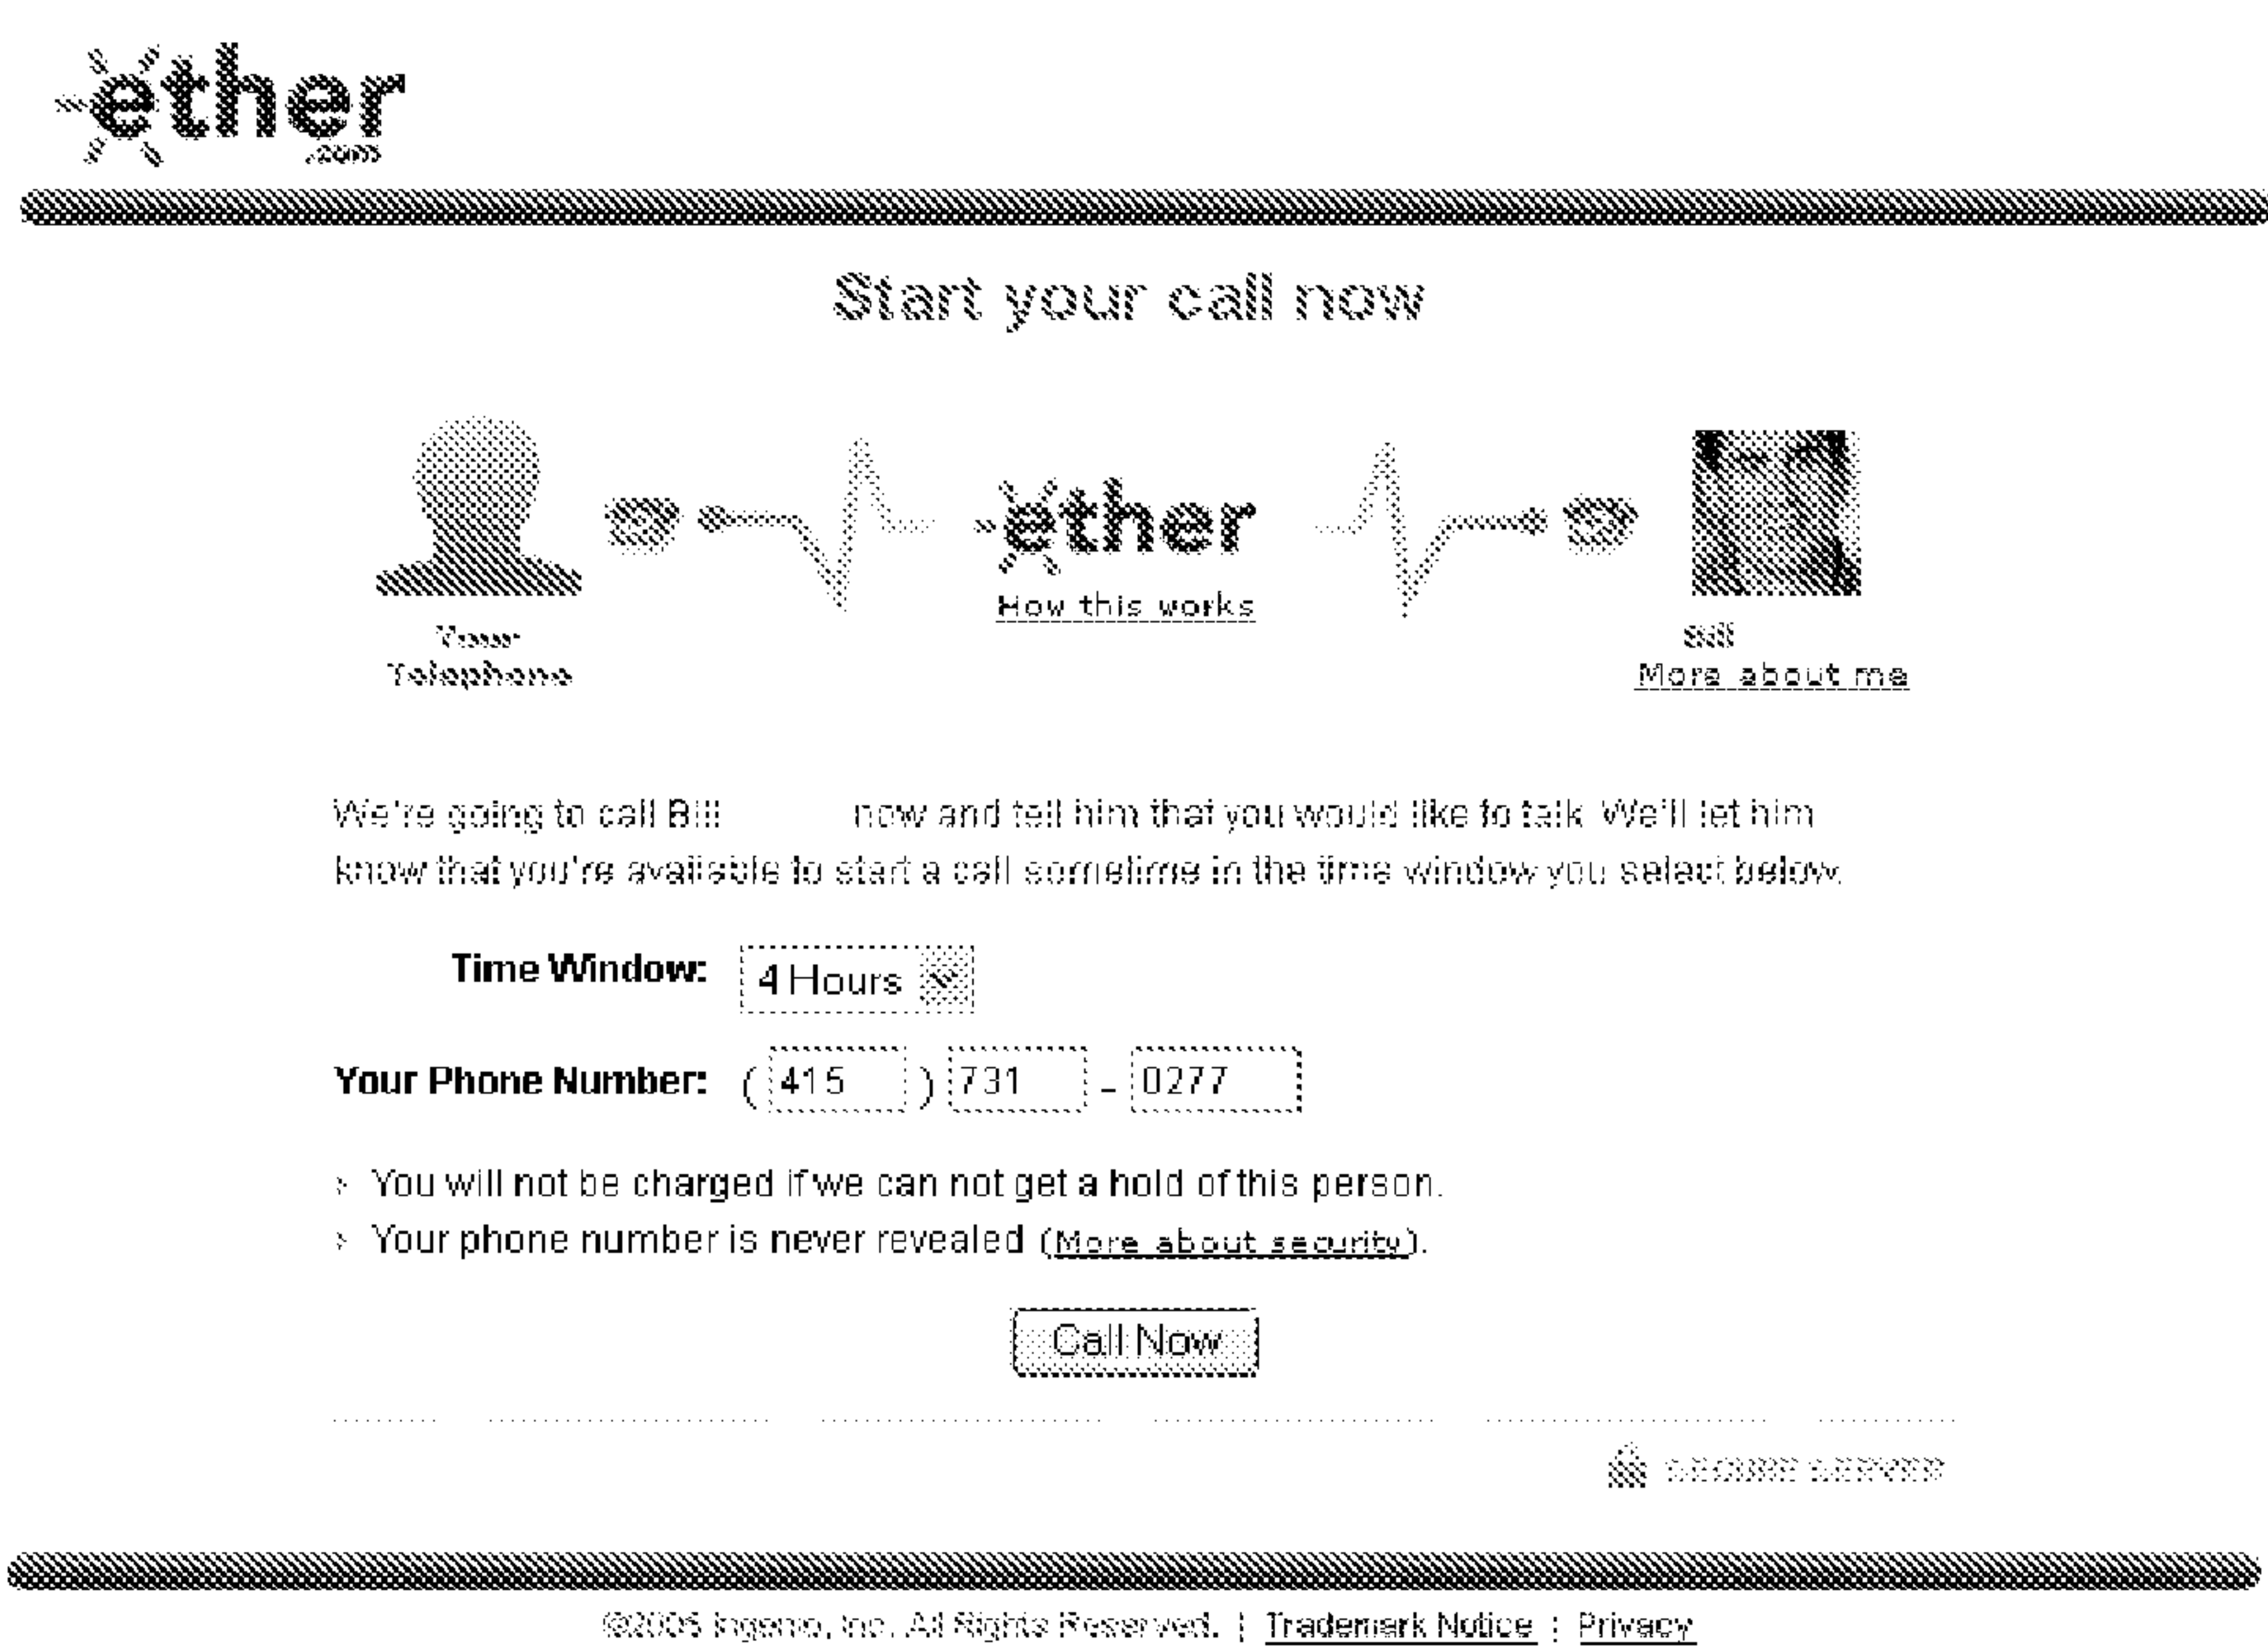 ether
.com
Start your call now
ether
How this works
Your
Telephone
Bill
More about me
We're going to call Bill now and tell him that you would like to talk. We'll let him
know that you're available to start a call sometime in the time window you select below.
Time Window: 4 Hours
Your Phone Number: ( 415 ) 731 - 0277
› You will not be charged if we can not get a hold of this person.
› Your phone number is never revealed (More about security).
Call Now
SECURE SERVER
Ingenio, Inc. All Rights Reserved. | Trademark Notice | Privacy